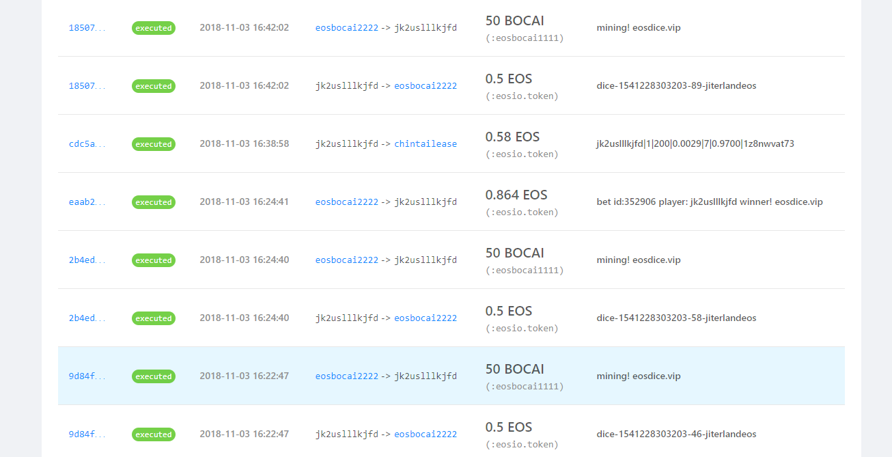 50 BOCAI
18507... executed 2018-11-03 16:42:02 eosbocai2222 -> jk2uslllkjfd (:eosbocai1111) mining! eosdice.vip
0.5 EOS
18507... executed 2018-11-03 16:42:02 jk2uslllkjfd -> eosbocai2222 (:eosio.token) dice-1541228303203-89-jiterlandeos
0.58 EOS
cdc5a... executed 2018-11-03 16:38:58 jk2uslllkjfd -> chintailease (:eosio.token) jk2uslllkjfd|1|200|0.0029|7|0.9700|1z8nwvat73
0.864 EOS
eaab2... executed 2018-11-03 16:24:41 eosbocai2222 -> jk2uslllkjfd (:eosio.token) bet id:352906 player: jk2uslllkjfd winner! eosdice.vip
50 BOCAI
2b4ed... executed 2018-11-03 16:24:40 eosbocai2222 -> jk2uslllkjfd (:eosbocai1111) mining! eosdice.vip
0.5 EOS
2b4ed... executed 2018-11-03 16:24:40 jk2uslllkjfd -> eosbocai2222 (:eosio.token) dice-1541228303203-58-jiterlandeos
50 BOCAI
9d84f... executed 2018-11-03 16:22:47 eosbocai2222 -> jk2uslllkjfd (:eosbocai1111) mining! eosdice.vip
0.5 EOS
9d84f... executed 2018-11-03 16:22:47 jk2uslllkjfd -> eosbocai2222 (:eosio.token) dice-1541228303203-46-jiterlandeos